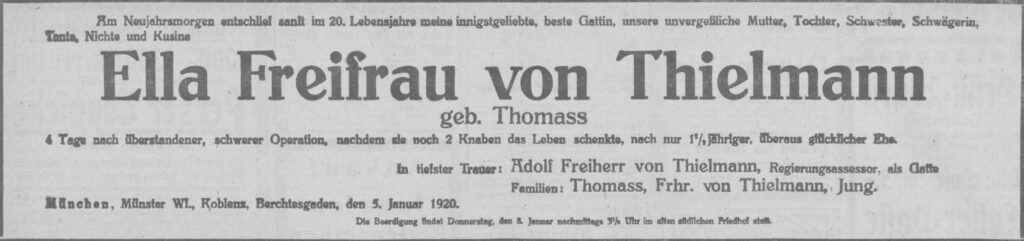 Am Neujahrsmorgen entschlief sanft im 20. Lebensjahre meine innigstgeliebte, beste Gattin, unsere unvergeßliche Mutter, Tochter, Schwester, Schwägerin,
Tante, Nichte und Kusine
Ella Freifrau von Thielmann
geb. Thomass
4 Tage nach überstandener, schwerer Operation, nachdem sie noch 2 Knaben das Leben schenkte, nach nur 1½jähriger, überaus glücklicher Ehe.
In tiefster Trauer: Adolf Freiherr von Thielmann, Regierungsassessor, als Gatte
Familien: Thomass, Frhr. von Thielmann, Jung.
München, Münster W., Koblenz, Berchtesgaden, den 5. Januar 1920.
Die Beerdigung findet Donnerstag, den 8. Januar nachmittags Uhr im alten südlichen Friedhof statt.